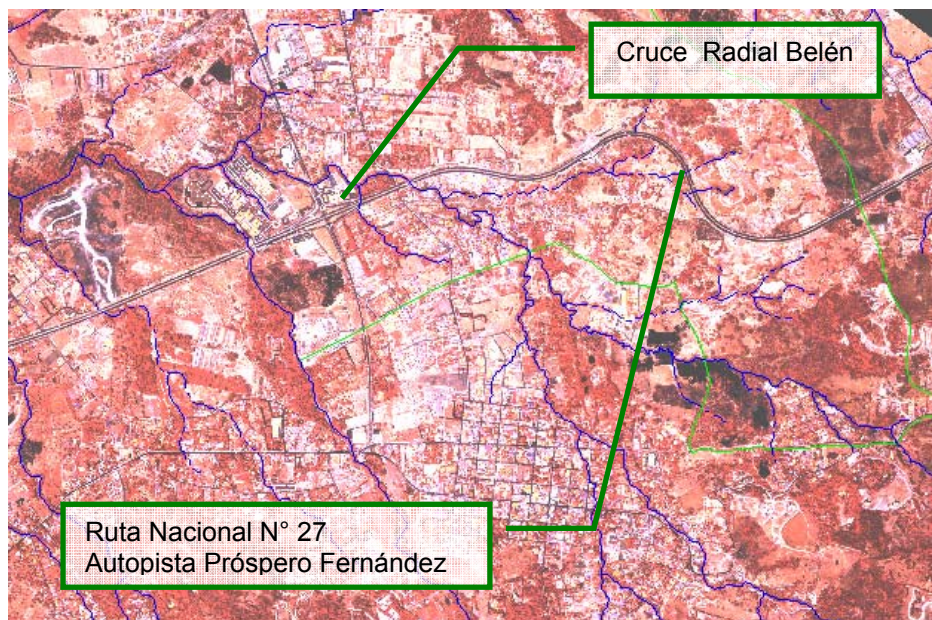 Cruce Radial Belén
Ruta Nacional N° 27
Autopista Próspero Fernández